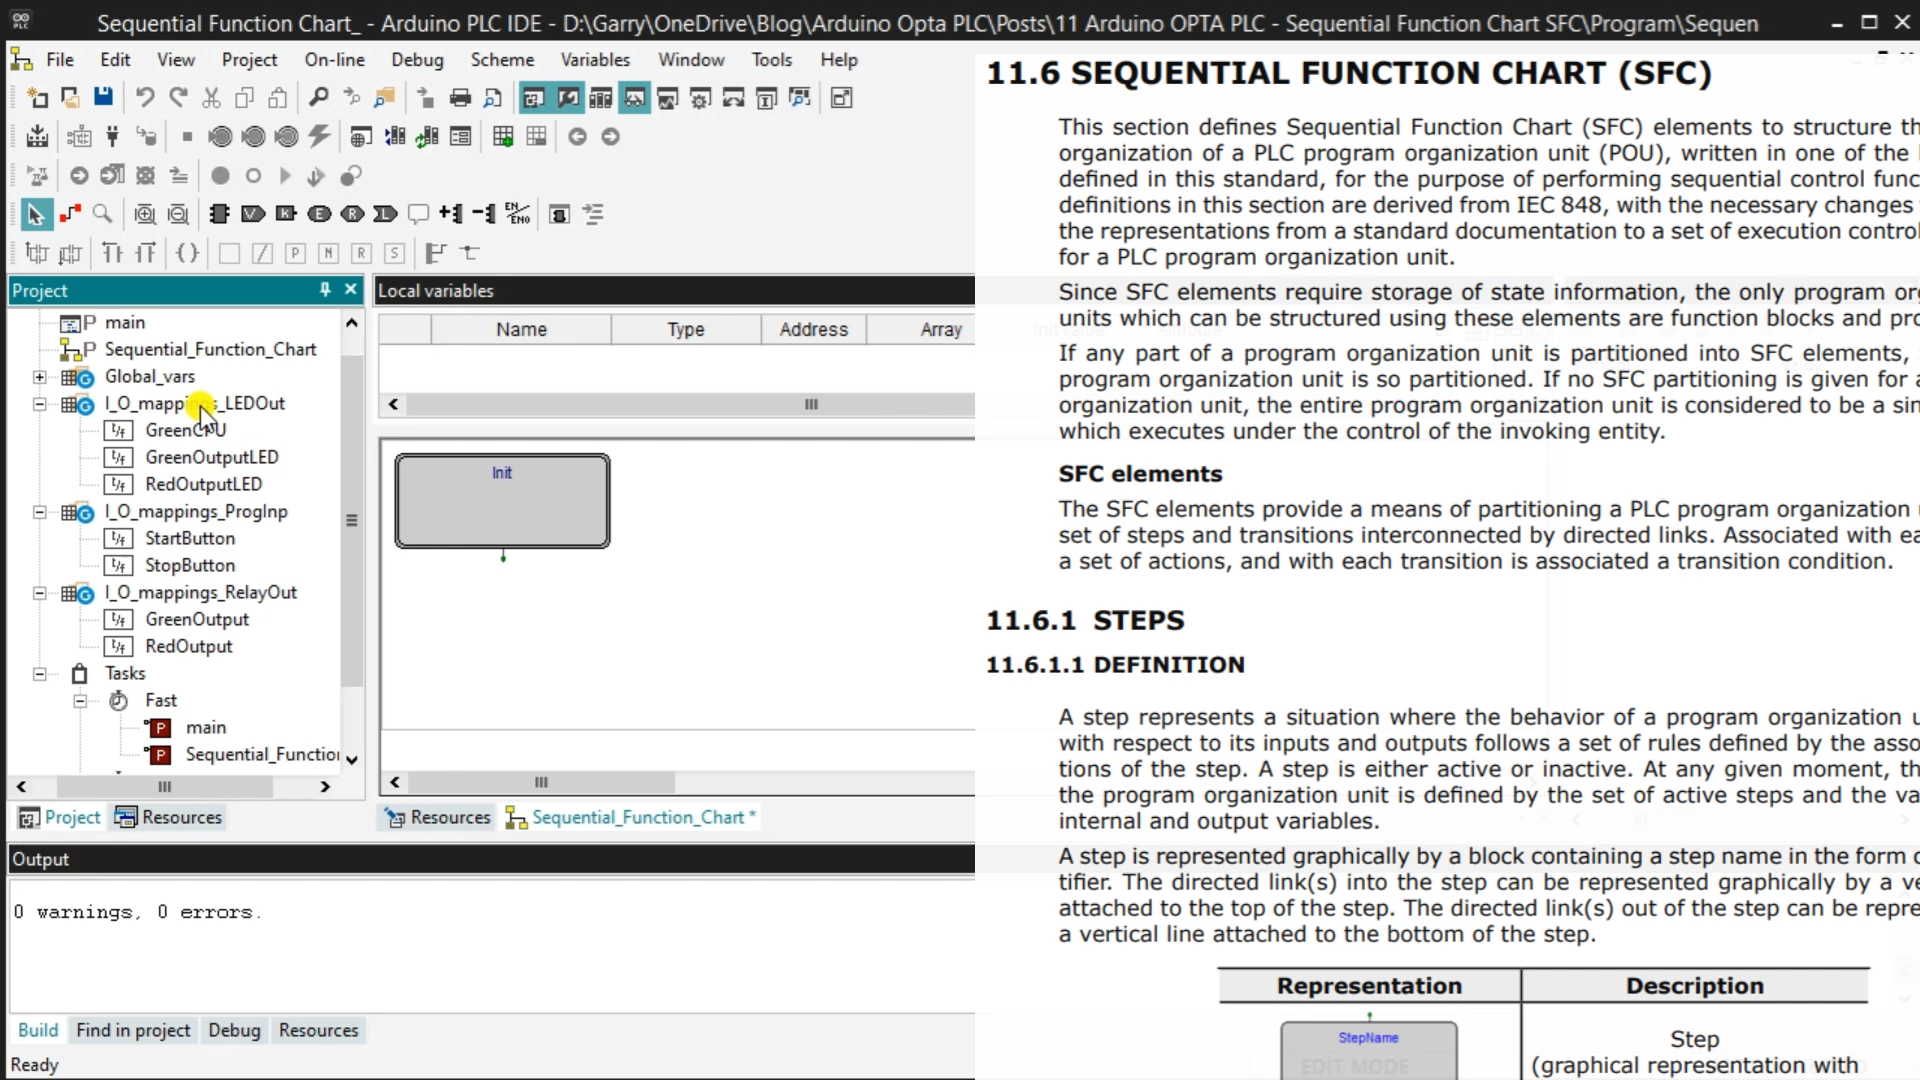 Sequential Function Chart_ - Arduino PLC IDE - D:\Garry\OneDrive\Blog\Arduino Opta PLC\Posts\11 Arduino OPTA PLC - Sequential Function Chart SFC\Program\Sequen
File Edit View Project On-line Debug Scheme Variables Window Tools Help
Project
main
Sequential_Function_Chart
Global_vars
I_O_mappings_LEDOut
GreenCPU
GreenOutputLED
RedOutputLED
I_O_mappings_ProgInp
StartButton
StopButton
I_O_mappings_RelayOut
GreenOutput
RedOutput
Tasks
Fast
main
Sequential_Function
Project Resources
Local variables
Name Type Address Array
Init
Resources Sequential_Function_Chart *
Output
0 warnings, 0 errors.
Build Find in project Debug Resources
Ready
11.6 SEQUENTIAL FUNCTION CHART (SFC)
This section defines Sequential Function Chart (SFC) elements to structure th
organization of a PLC program organization unit (POU), written in one of the
defined in this standard, for the purpose of performing sequential control func
definitions in this section are derived from IEC 848, with the necessary changes
the representations from a standard documentation to a set of execution control
for a PLC program organization unit.
Since SFC elements require storage of state information, the only program org
units which can be structured using these elements are function blocks and pro
If any part of a program organization unit is partitioned into SFC elements,
program organization unit is so partitioned. If no SFC partitioning is given for a
organization unit, the entire program organization unit is considered to be a sin
which executes under the control of the invoking entity.
SFC elements
The SFC elements provide a means of partitioning a PLC program organization
set of steps and transitions interconnected by directed links. Associated with ea
a set of actions, and with each transition is associated a transition condition.
11.6.1 STEPS
11.6.1.1 DEFINITION
A step represents a situation where the behavior of a program organization u
with respect to its inputs and outputs follows a set of rules defined by the asso
tions of the step. A step is either active or inactive. At any given moment, th
the program organization unit is defined by the set of active steps and the va
internal and output variables.
A step is represented graphically by a block containing a step name in the form o
tifier. The directed link(s) into the step can be represented graphically by a ve
attached to the top of the step. The directed link(s) out of the step can be repre
a vertical line attached to the bottom of the step.
Representation Description
StepName
EDIT MODE
Step
(graphical representation with